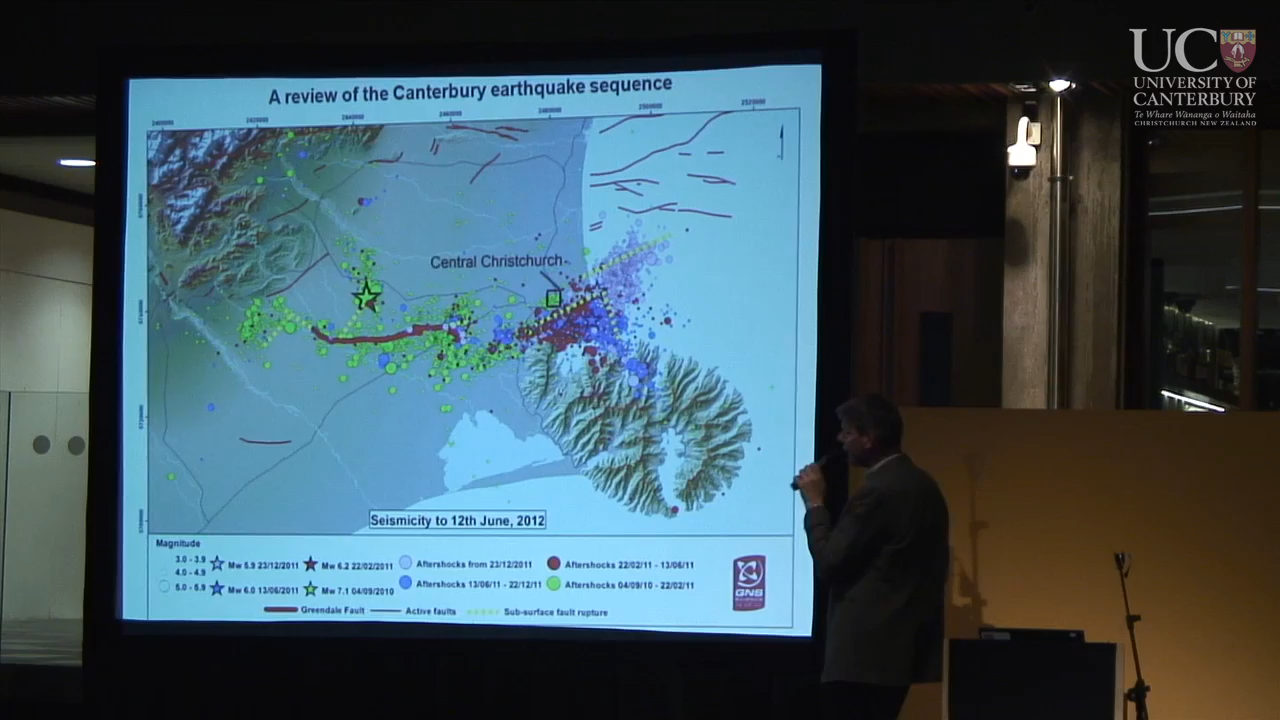 UC
UNIVERSITY OF
CANTERBURY
Te Whare Wānanga o Waitaha
CHRISTCHURCH NEW ZEALAND
A review of the Canterbury earthquake sequence
Central Christchurch
Seismicity to 12th June, 2012
Magnitude
3.0 - 3.9
4.0 - 4.9
5.0 - 5.9
Mw 5.9 23/12/2011
Mw 6.0 13/06/2011
Mw 6.2 22/02/2011
Mw 7.1 04/09/2010
Aftershocks from 23/12/2011
Aftershocks 13/06/11 - 22/12/11
Aftershocks 22/02/11 - 13/06/11
Aftershocks 04/09/10 - 22/02/11
Greendale Fault
Active faults
Sub-surface fault rupture
GNS